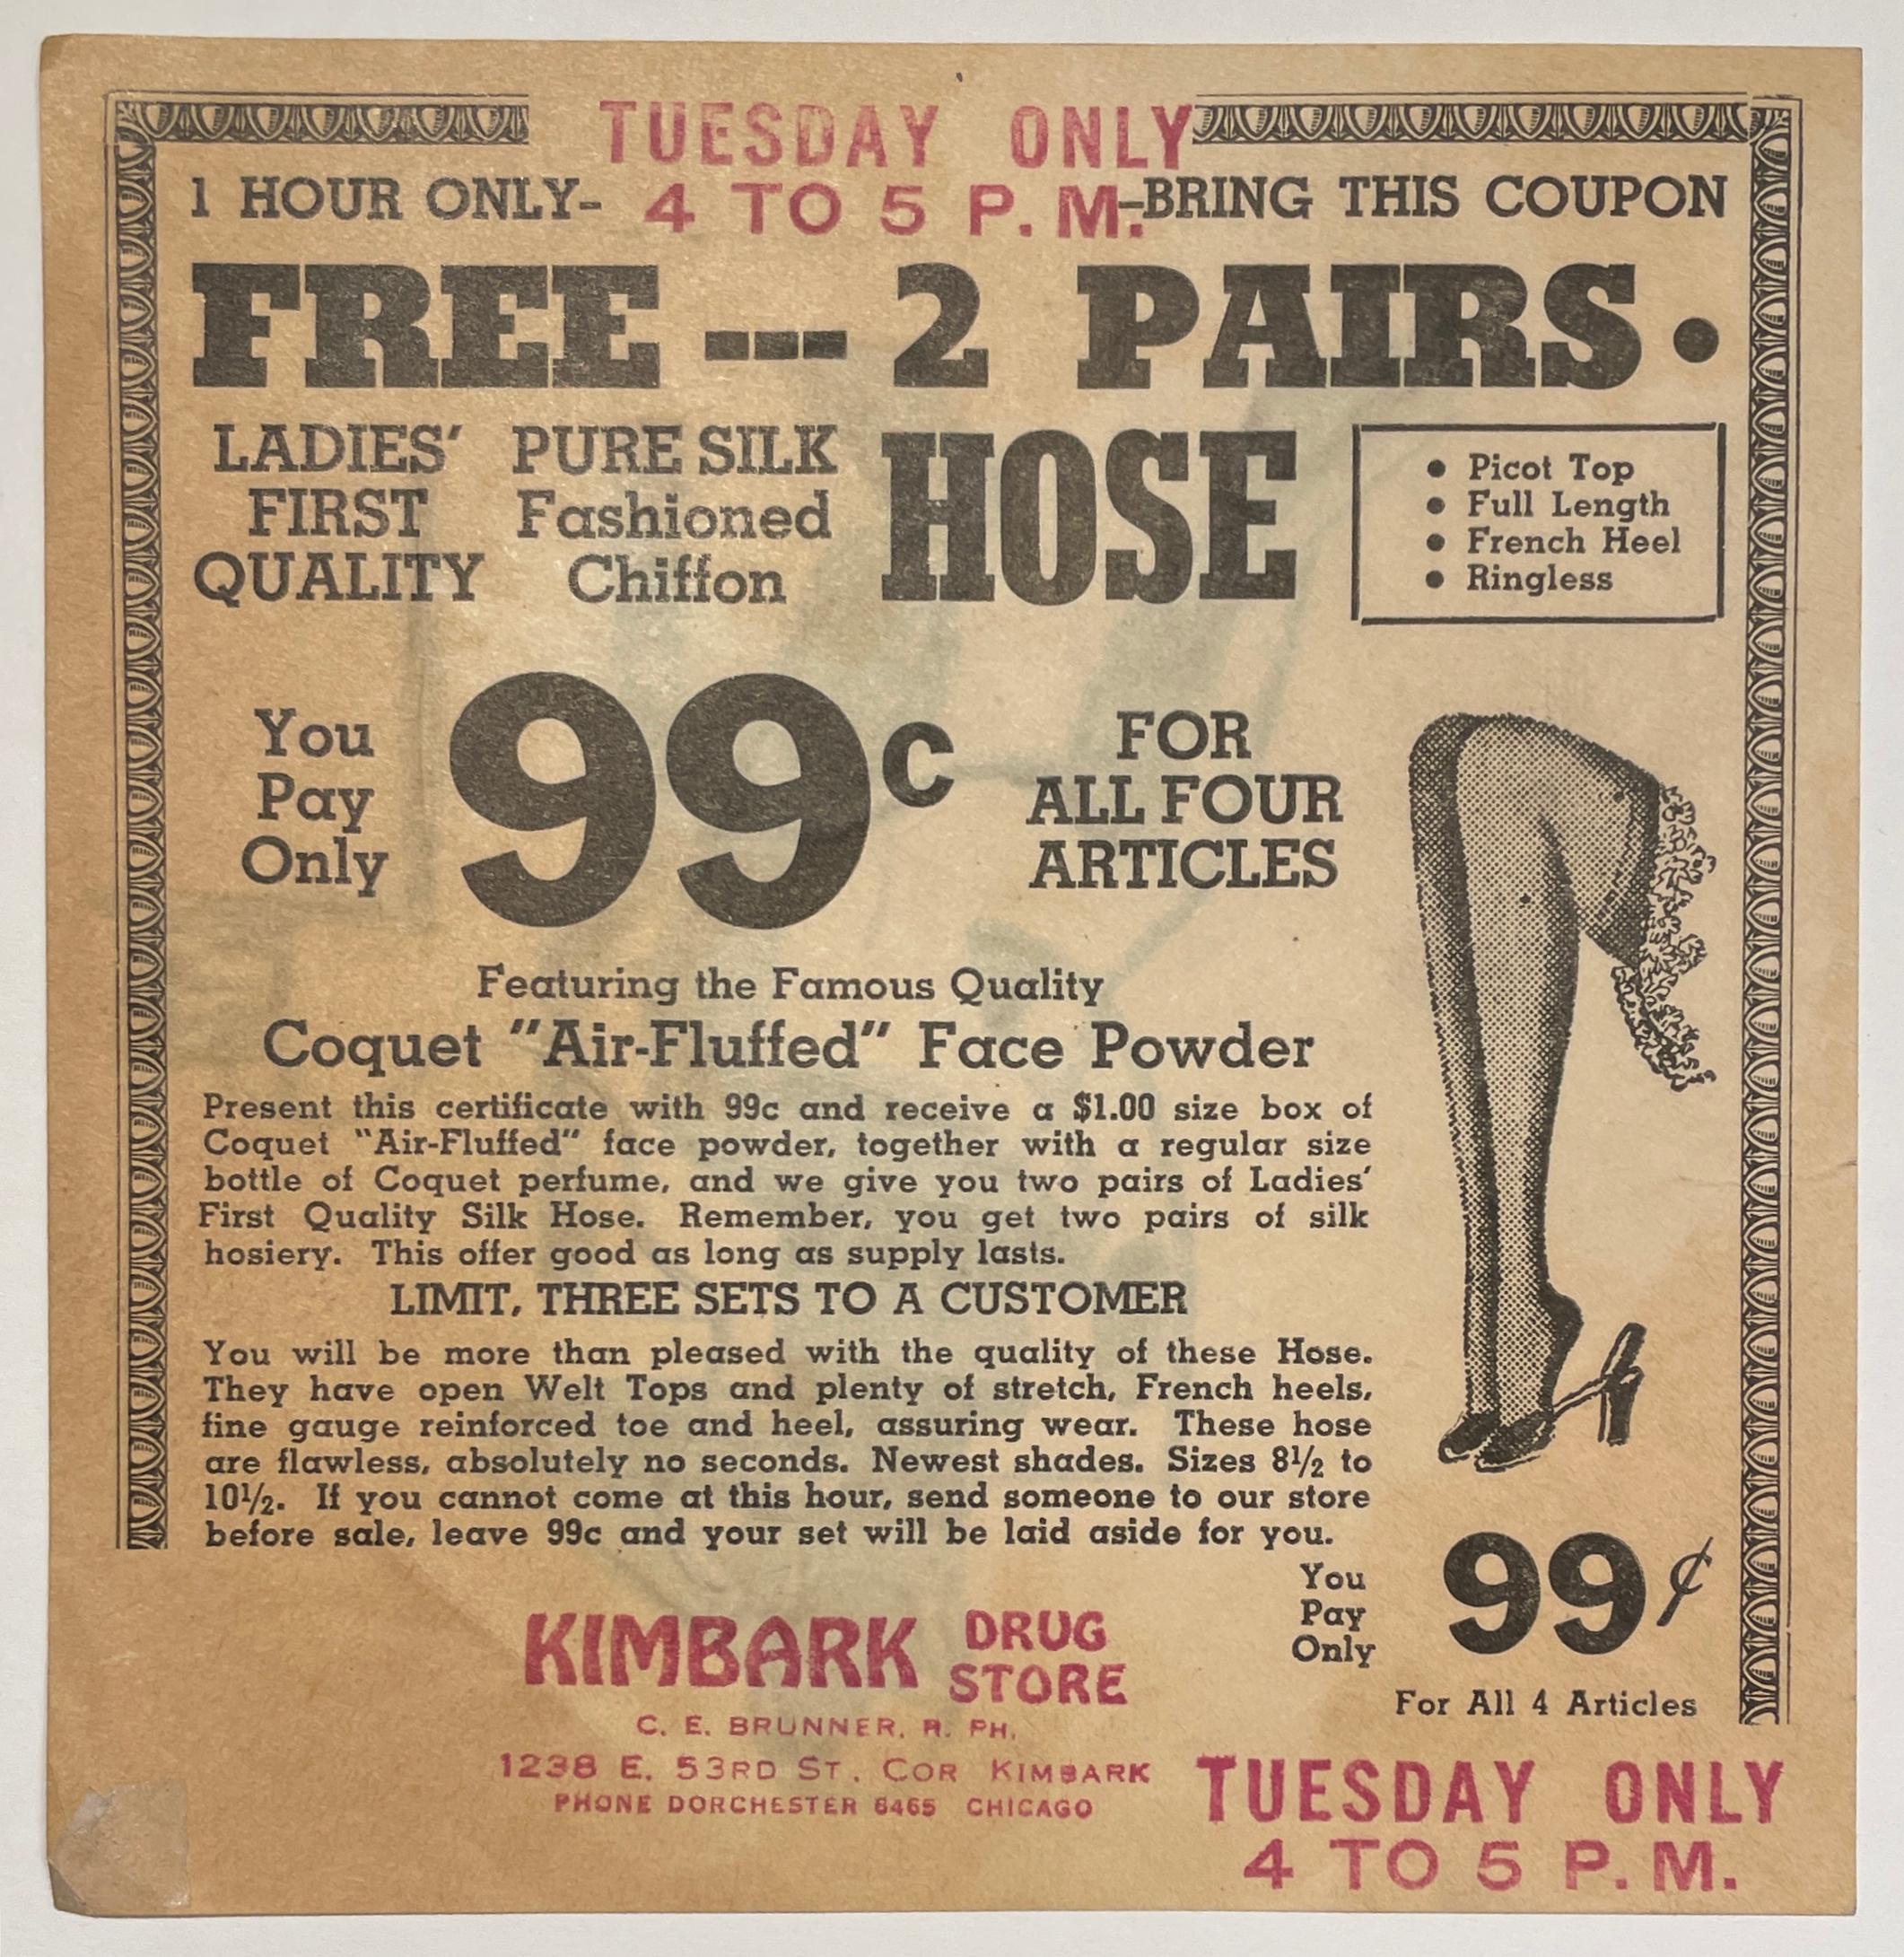 TUESDAY ONLY
1 HOUR ONLY- 4 TO 5 P. M. -BRING THIS COUPON
FREE --- 2 PAIRS •
LADIES' FIRST QUALITY
PURE SILK Fashioned Chiffon
HOSE
• Picot Top
• Full Length
• French Heel
• Ringless
You Pay Only
99c
FOR ALL FOUR ARTICLES
Featuring the Famous Quality
Coquet "Air-Fluffed" Face Powder
Present this certificate with 99c and receive a $1.00 size box of
Coquet "Air-Fluffed" face powder, together with a regular size
bottle of Coquet perfume, and we give you two pairs of Ladies'
First Quality Silk Hose. Remember, you get two pairs of silk
hosiery. This offer good as long as supply lasts.
LIMIT, THREE SETS TO A CUSTOMER
You will be more than pleased with the quality of these Hose.
They have open Welt Tops and plenty of stretch, French heels,
fine gauge reinforced toe and heel, assuring wear. These hose
are flawless, absolutely no seconds. Newest shades. Sizes 8½ to
10½. If you cannot come at this hour, send someone to our store
before sale, leave 99c and your set will be laid aside for you.
You Pay Only
99¢
For All 4 Articles
KIMBARK DRUG STORE
C. E. BRUNNER, R. PH.
1238 E. 53RD ST. COR KIMBARK
PHONE DORCHESTER 6465 CHICAGO
TUESDAY ONLY
4 TO 5 P. M.